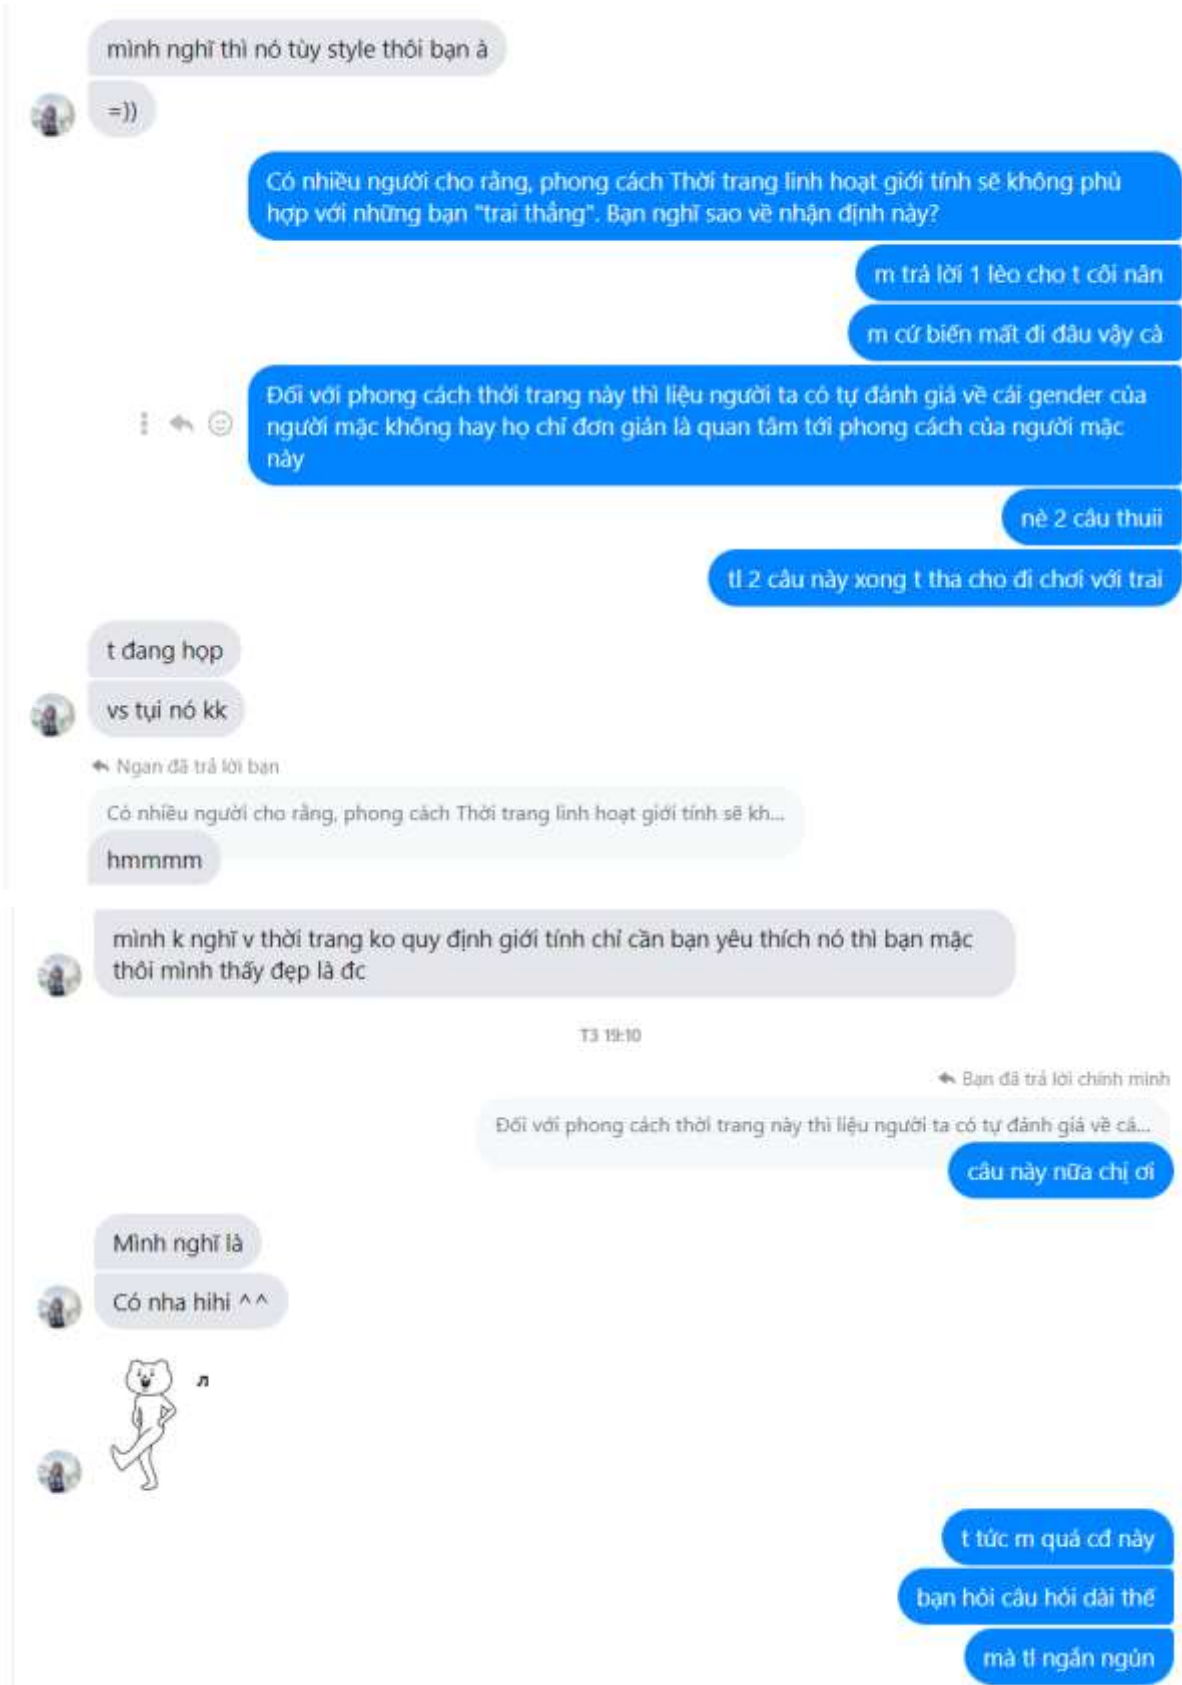 mình nghĩ thì nó tùy style thôi bạn à
=))
Có nhiều người cho rằng, phong cách Thời trang linh hoạt giới tính sẽ không phù
hợp với những bạn "trai thẳng". Bạn nghĩ sao về nhận định này?
m trả lời 1 lèo cho t côi nân
m cứ biến mất đi đâu vậy cà
Đối với phong cách thời trang này thì liệu người ta có tự đánh giá về cái gender của
người mặc không hay họ chỉ đơn giản là quan tâm tới phong cách của người mặc
này
nè 2 câu thuii
tl 2 câu này xong t tha cho đi chơi với trai
t đang họp
vs tụi nó kk
Ngan đã trả lời bạn
Có nhiều người cho rằng, phong cách Thời trang linh hoạt giới tính sẽ kh...
hmmmm
mình k nghĩ v thời trang ko quy định giới tính chỉ cần bạn yêu thích nó thì bạn mặc
thôi mình thấy đẹp là đc
T3 19:10
Bạn đã trả lời chính mình
Đối với phong cách thời trang này thì liệu người ta có tự đánh giá về cá...
câu này nữa chị ơi
Mình nghĩ là
Có nha hihi ^^
t tức m quá cđ này
bạn hỏi câu hỏi dài thế
mà tl ngắn ngủn